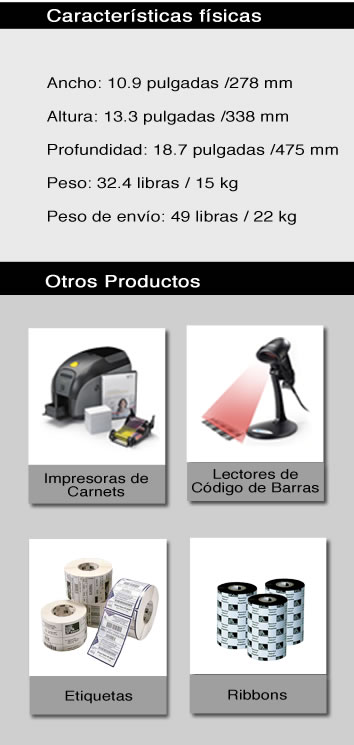 Características físicas
Ancho: 10.9 pulgadas /278 mm
Altura: 13.3 pulgadas /338 mm
Profundidad: 18.7 pulgadas /475 mm
Peso: 32.4 libras / 15 kg
Peso de envío: 49 libras / 22 kg
Otros Productos
Impresoras de
Carnets
Lectores de
Código de Barras
Etiquetas
Ribbons